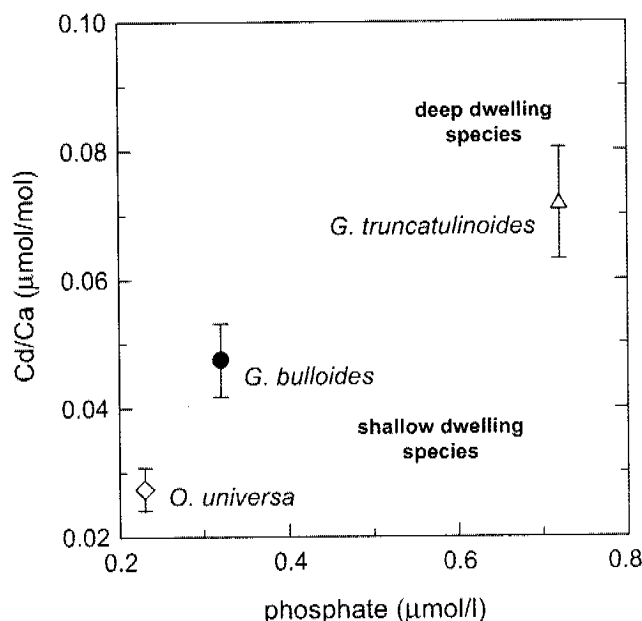 0.10
deep dwelling
species
0.08
G. truncatulinoides
Cd/Ca (μmol/mol)
0.06
G. bulloides
0.04
shallow dwelling
species
O. universa
0.02
0.2
0.4
0.6
0.8
phosphate (μmol/l)